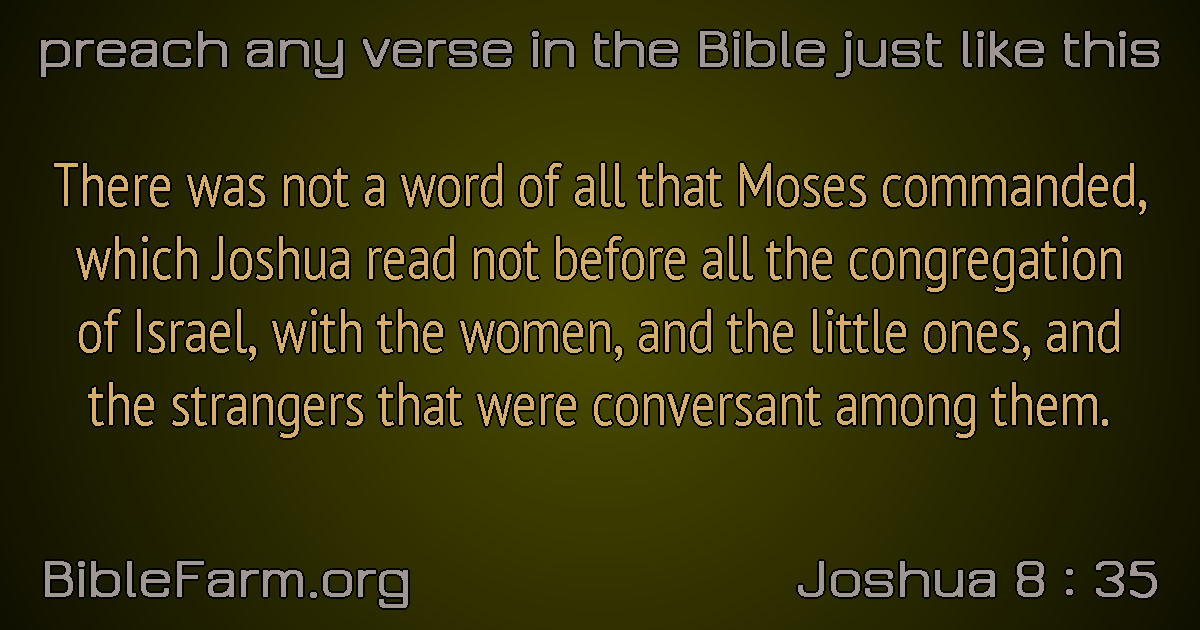 preach any verse in the Bible just like this
There was not a word of all that Moses commanded,
which Joshua read not before all the congregation
of Israel, with the women, and the little ones, and
the strangers that were conversant among them.
BibleFarm.org
Joshua 8 : 35